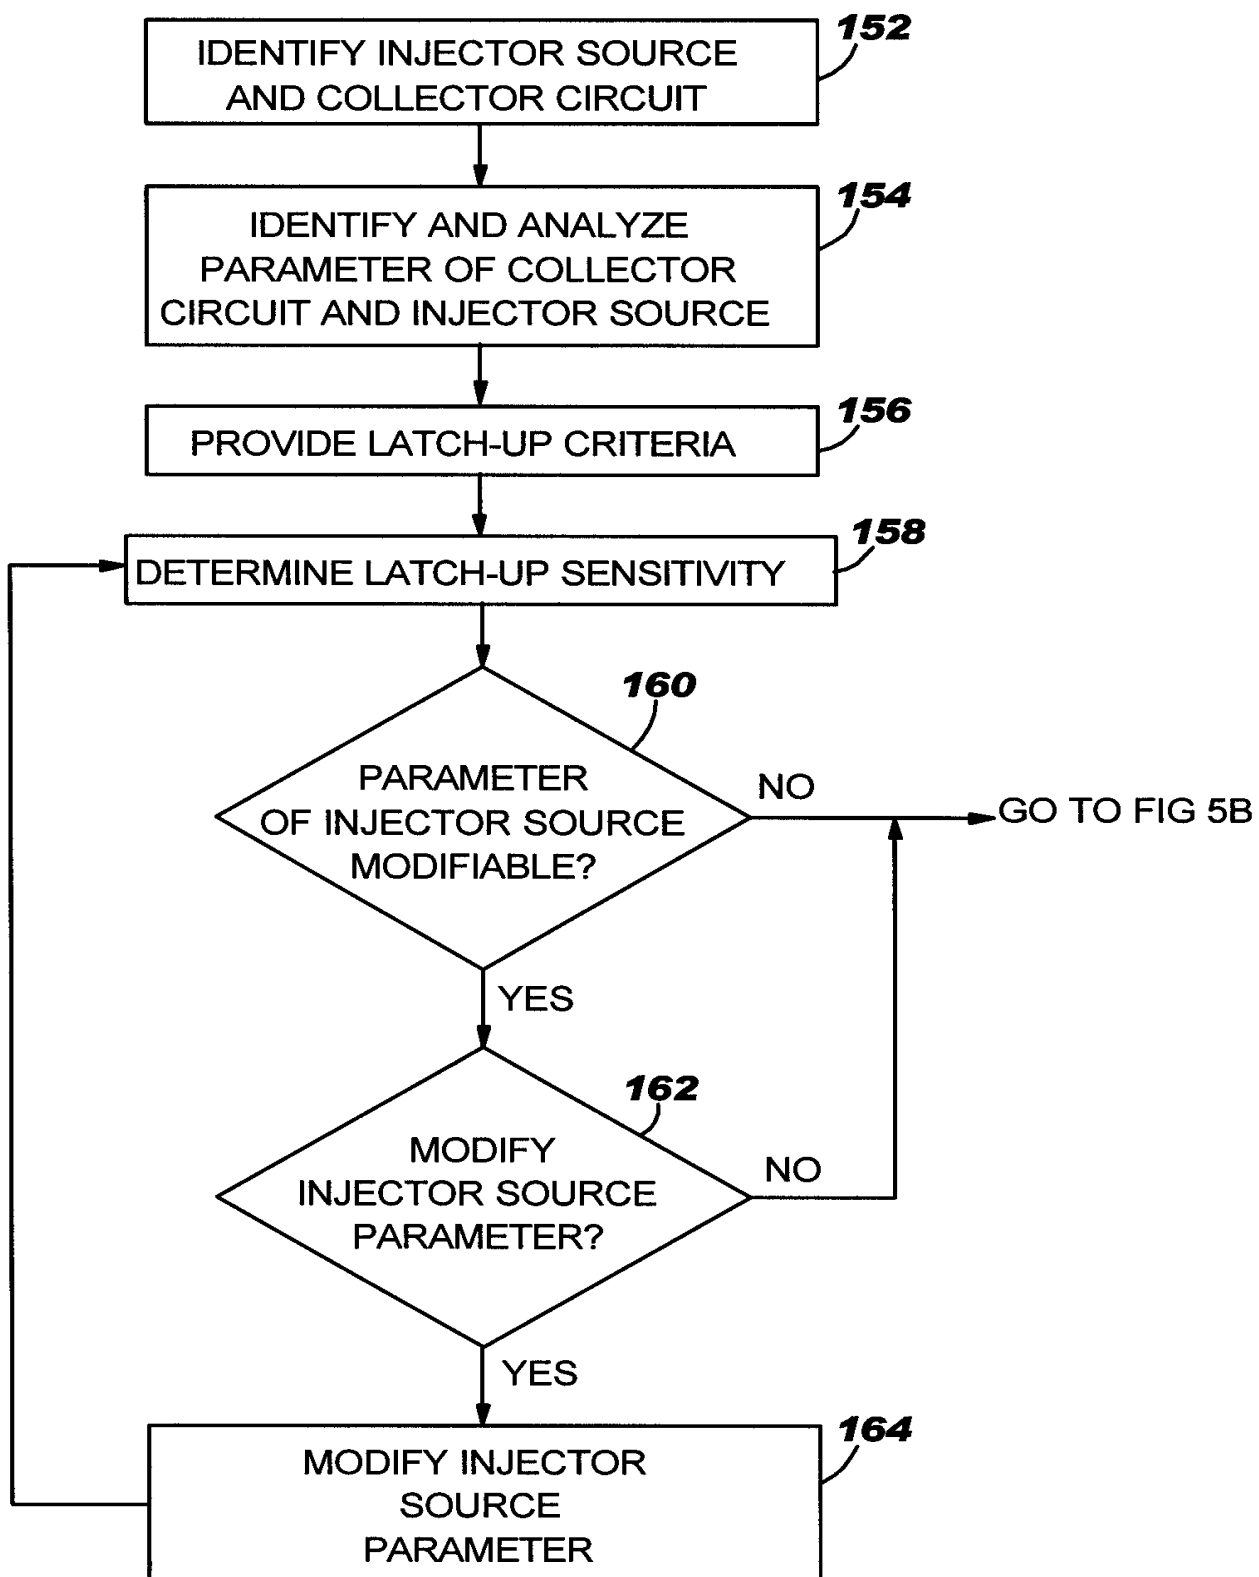 152
IDENTIFY INJECTOR SOURCE
AND COLLECTOR CIRCUIT
154
IDENTIFY AND ANALYZE
PARAMETER OF COLLECTOR
CIRCUIT AND INJECTOR SOURCE
156
PROVIDE LATCH-UP CRITERIA
158
DETERMINE LATCH-UP SENSITIVITY
160
PARAMETER
OF INJECTOR SOURCE
MODIFIABLE?
NO
GO TO FIG 5B
YES
162
MODIFY
INJECTOR SOURCE
PARAMETER?
NO
YES
164
MODIFY INJECTOR
SOURCE
PARAMETER